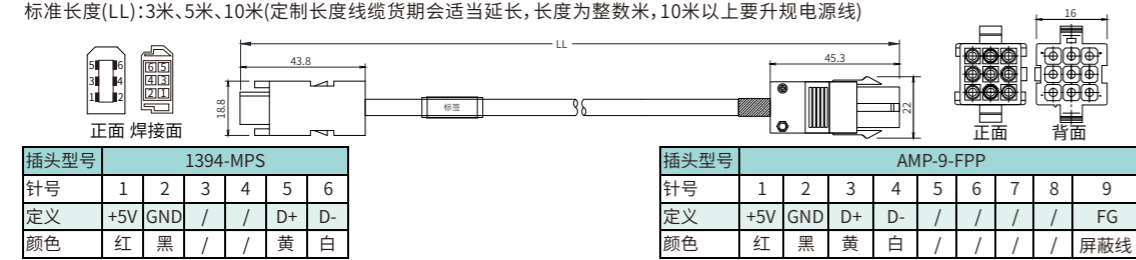 标准长度(LL):3米、5米、10米(定制长度线缆货期会适当延长,长度为整数米,10米以上要升规电源线)
LL
16
43.8
45.3
5 6
3 4
1 2
6 5
4 3
2 1
18.8
标签
22
正面 焊接面
正面 背面
插头型号 1394-MPS
针号 1 2 3 4 5 6
定义 +5V GND / / D+ D-
颜色 红 黑 / / 黄 白
插头型号 AMP-9-FPP
针号 1 2 3 4 5 6 7 8 9
定义 +5V GND D+ D- / / / / FG
颜色 红 黑 黄 白 / / / / 屏蔽线